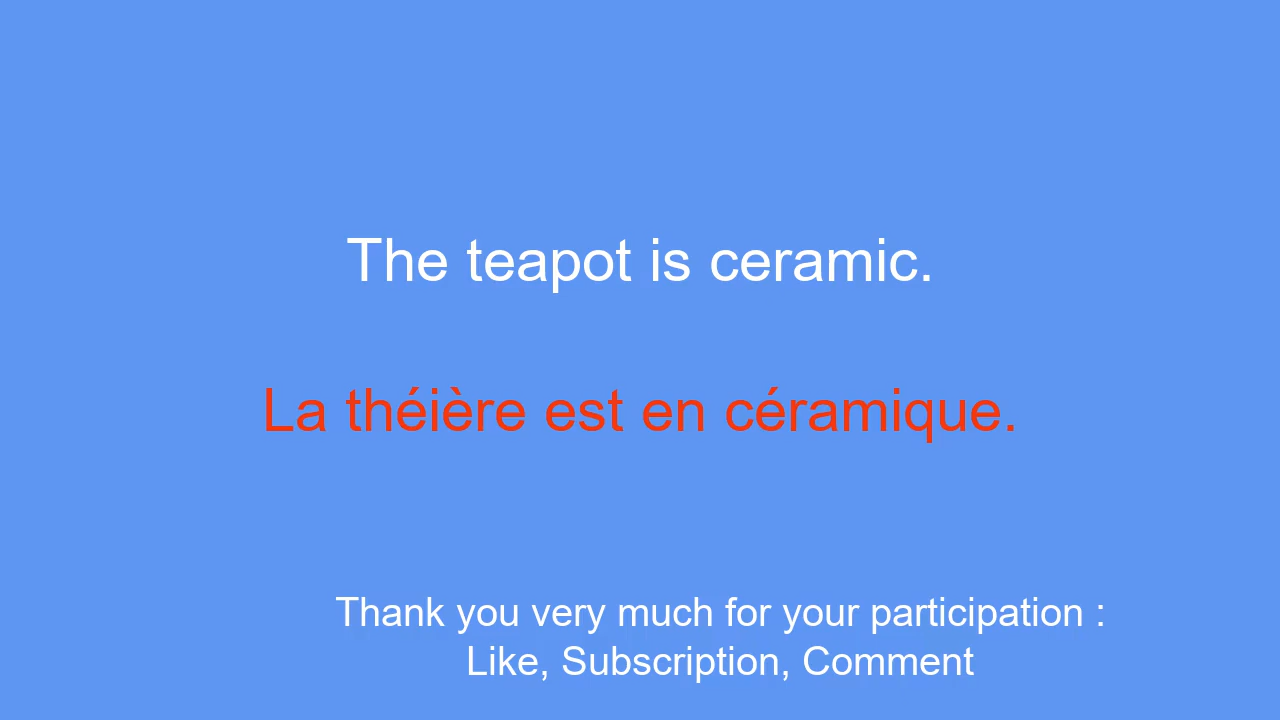 The teapot is ceramic.
La théière est en céramique.
Thank you very much for your participation :
Like, Subscription, Comment